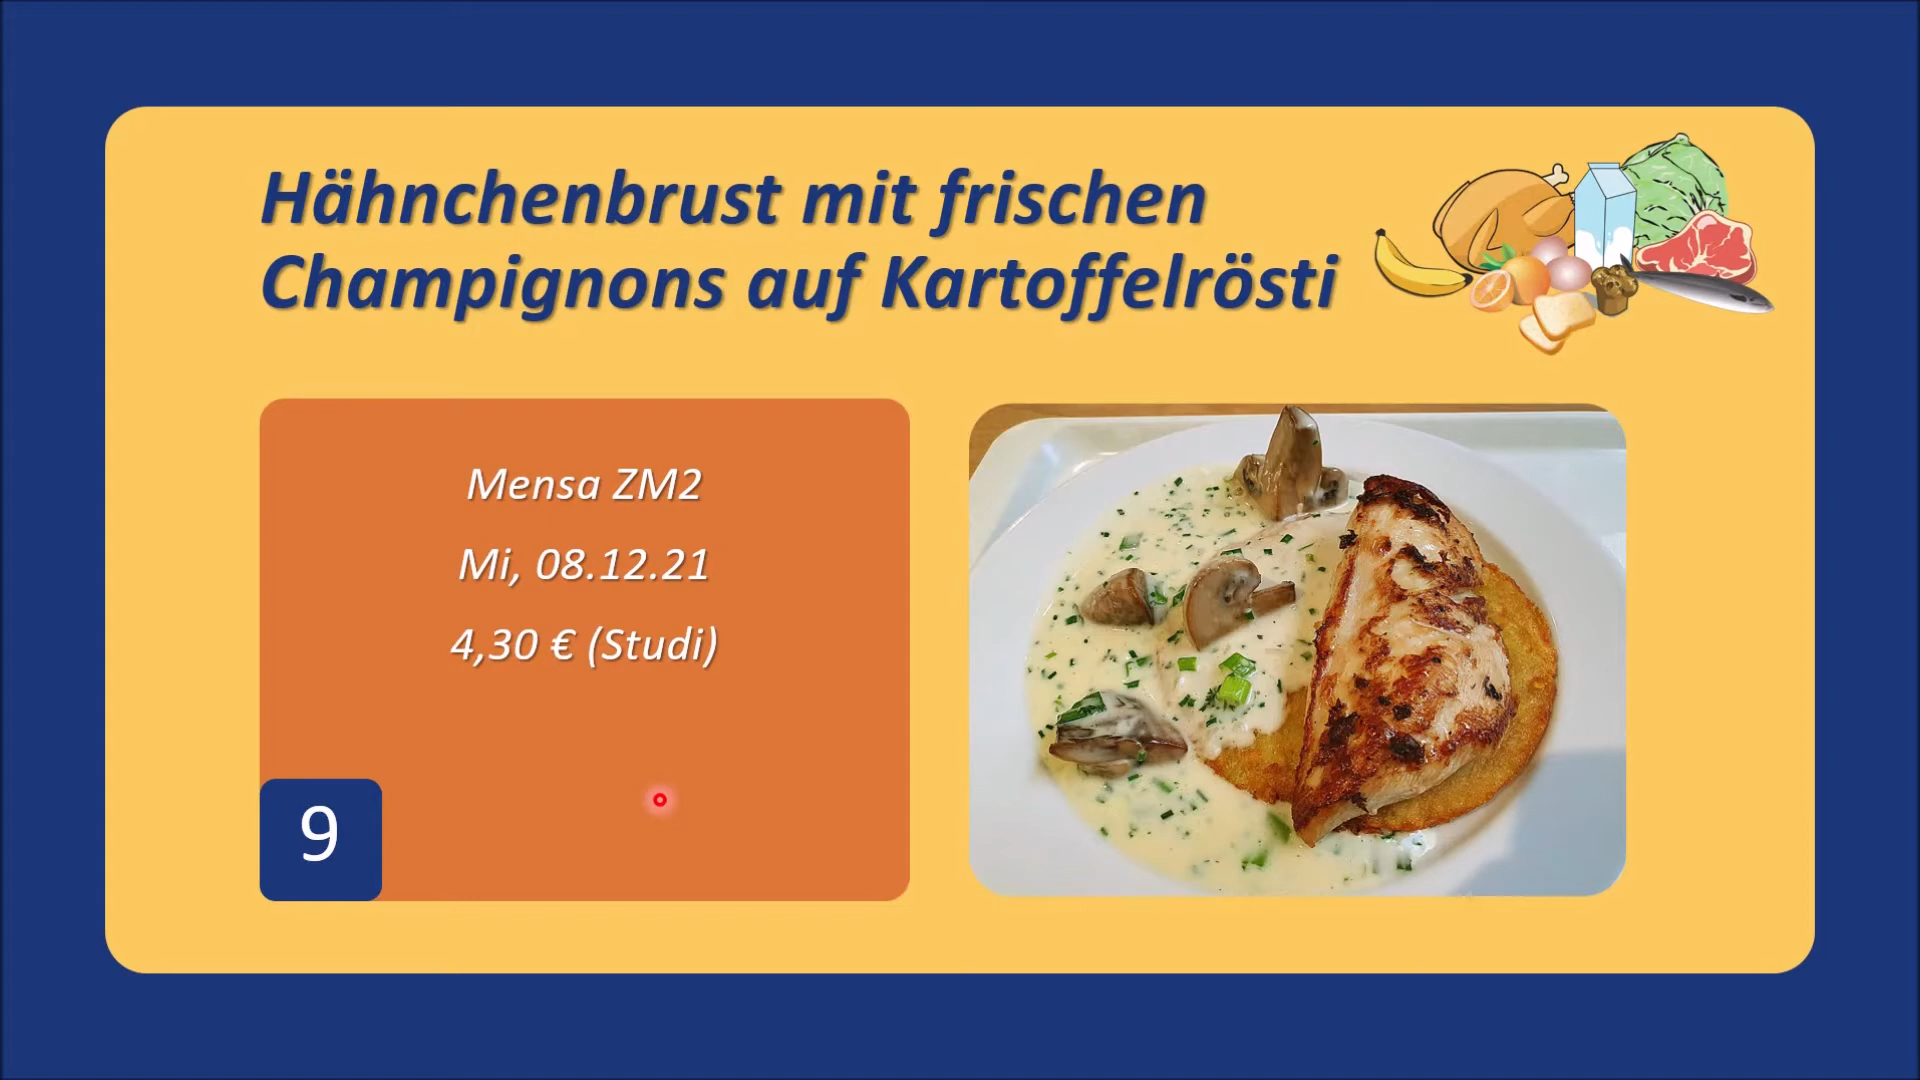 Hähnchenbrust mit frischen
Champignons auf Kartoffelrösti
Mensa ZM2
Mi, 08.12.21
4,30 € (Studi)
9